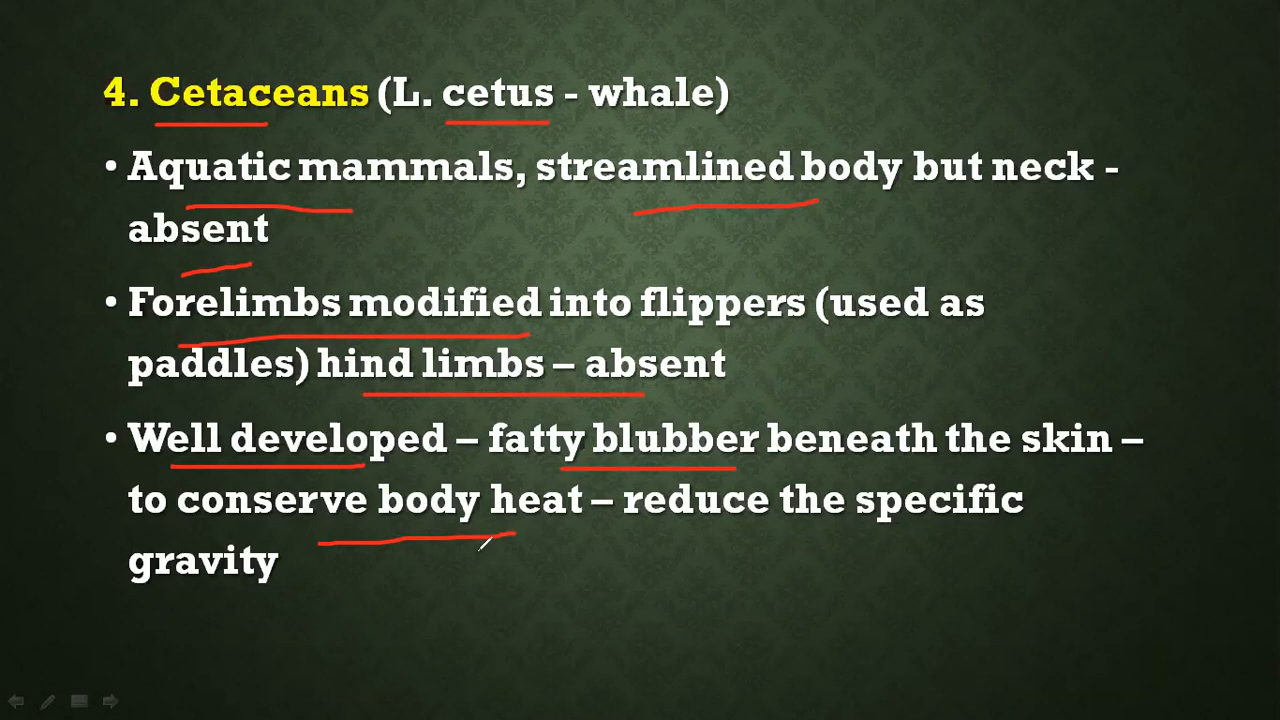 4. Cetaceans (L. cetus - whale)
• Aquatic mammals, streamlined body but neck -
absent
• Forelimbs modified into flippers (used as
paddles) hind limbs – absent
• Well developed – fatty blubber beneath the skin –
to conserve body heat – reduce the specific
gravity